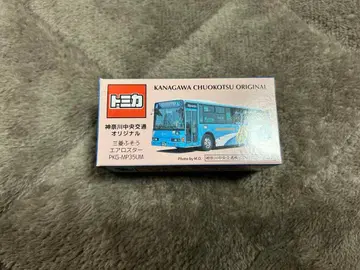 トミカ
KANAGAWA CHUOKOTSU ORIGINAL
神奈川中央交通
オリジナル
三菱ふそう
エアロスター
PKG-MP35UM
Photo by M.O